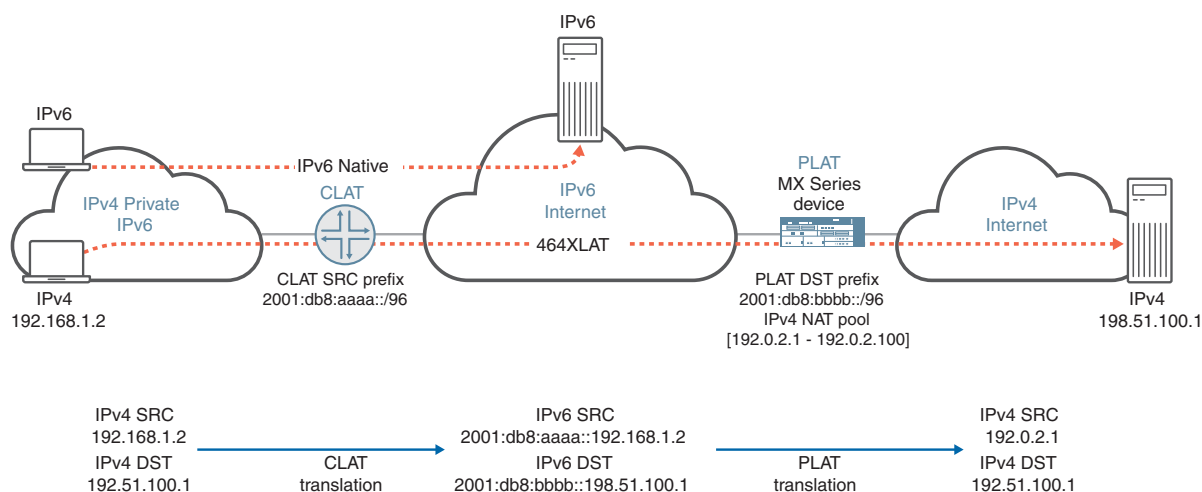 IPv6
IPv6
IPv6 Native
CLAT
IPv4 Private
IPv6
IPv6
Internet
PLAT
MX Series
device
IPv4
Internet
464XLAT
IPv4
192.168.1.2
CLAT SRC prefix
2001:db8:aaaa::/96
PLAT DST prefix
2001:db8:bbbb::/96
IPv4 NAT pool
[192.0.2.1 - 192.0.2.100]
IPv4
198.51.100.1
IPv4 SRC
192.168.1.2
IPv4 DST
192.51.100.1
CLAT
translation
IPv6 SRC
2001:db8:aaaa::192.168.1.2
IPv6 DST
2001:db8:bbbb::198.51.100.1
PLAT
translation
IPv4 SRC
192.0.2.1
IPv4 DST
192.51.100.1